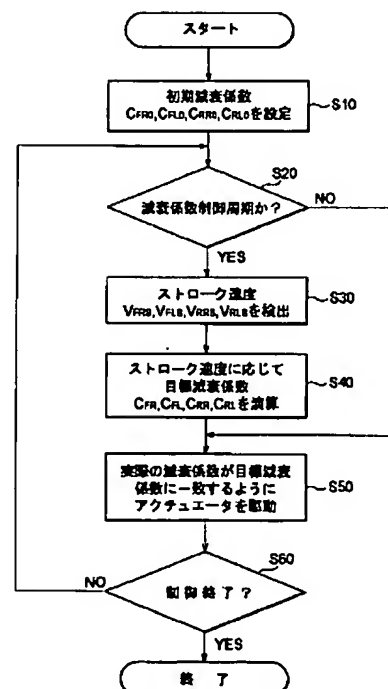 スタート
初期減衰係数
CFR0,CFL0,CRR0,CRL0を設定
S10
S20
減衰係数制御周期か?
NO
YES
ストローク速度
VFRS,VFLS,VRRS,VRLSを検出
S30
ストローク速度に応じて
目標減衰係数
CFR,CFL,CRR,CRLを演算
S40
実際の減衰係数が目標減衰
係数に一致するように
アクチュエータを駆動
S50
S60
NO
制御終了?
YES
終了